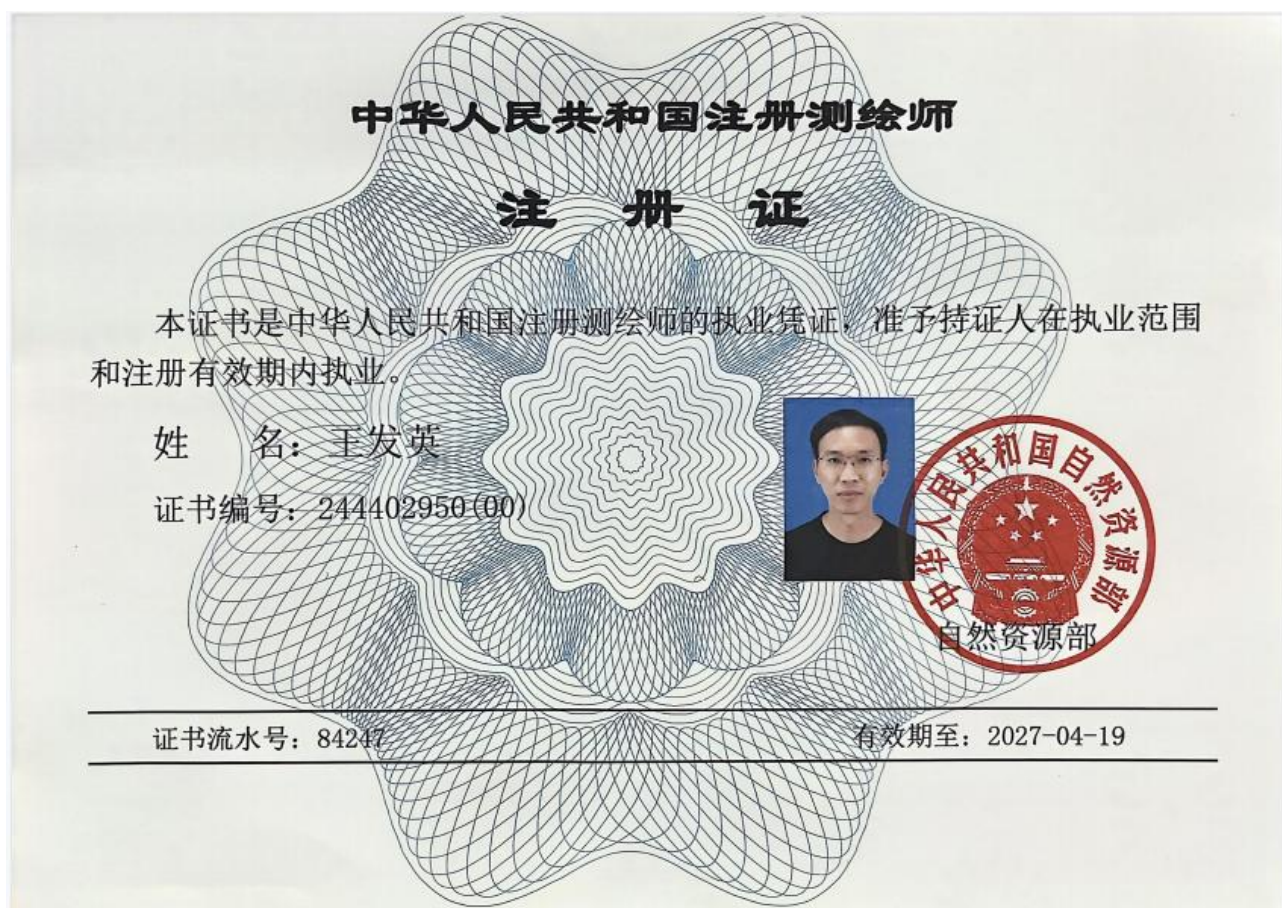 中华人民共和国注册测绘师
注 册 证
本证书是中华人民共和国注册测绘师的执业凭证，准予持证人在执业范围
和注册有效期内执业。
姓 名：王发英
证书编号：244402950(00)
中华人民共和国自然资源部
自然资源部
证书流水号：84247
有效期至：2027-04-19